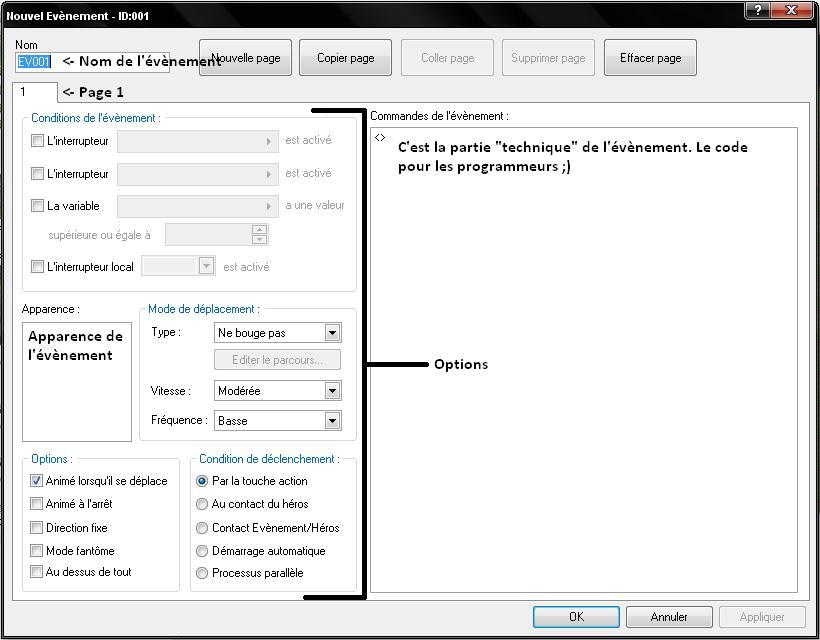 Nouvel Evènement - ID:001
?
Nom
EV001 <- Nom de l'évènement
Nouvelle page
Copier page
Coller page
Supprimer page
Effacer page
1 <- Page 1
Conditions de l'évènement :
L'interrupteur est activé
L'interrupteur est activé
La variable a une valeur
supérieure ou égale à
L'interrupteur local est activé
Apparence :
Apparence de
l'évènement
Mode de déplacement :
Type : Ne bouge pas
Editer le parcours...
Vitesse : Modérée
Fréquence : Basse
Options :
Animé lorsqu'il se déplace
Animé à l'arrêt
Direction fixe
Mode fantôme
Au dessus de tout
Condition de déclenchement :
Par la touche action
Au contact du héros
Contact Evènement/Héros
Démarrage automatique
Processus parallèle
Options
Commandes de l'évènement :
<>
C'est la partie "technique" de l'évènement. Le code
pour les programmeurs ;)
OK
Annuler
Appliquer